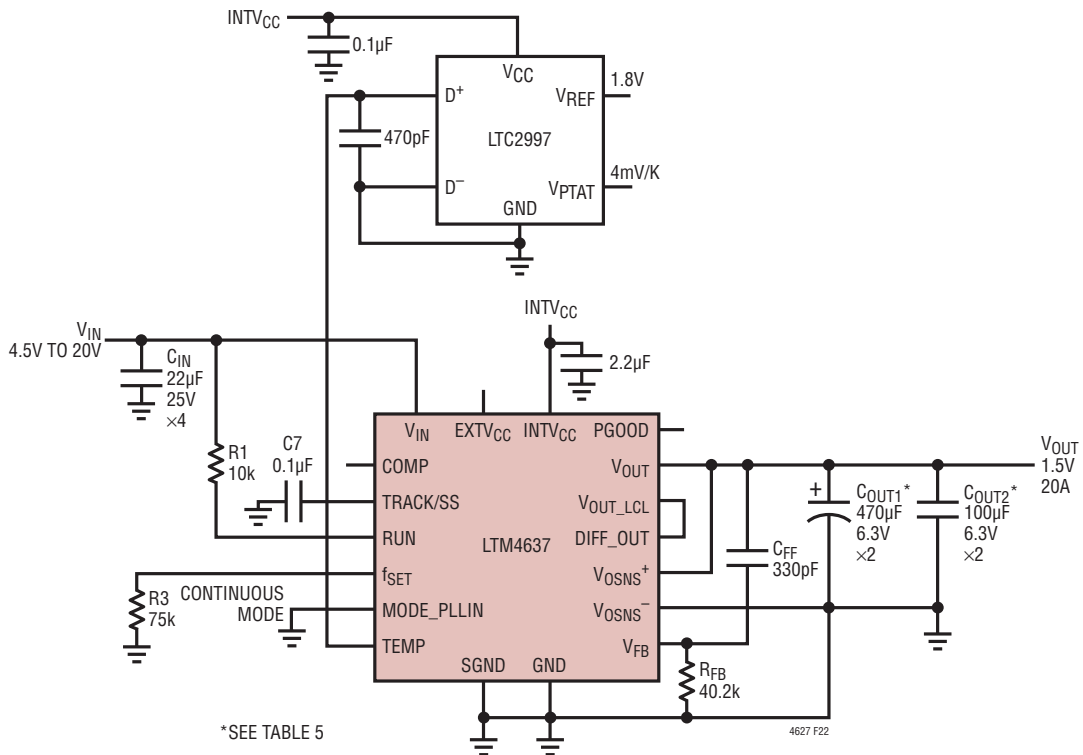 INTVCC
0.1µF
VCC
D+
VREF
1.8V
470pF
LTC2997
D−
VPTAT
4mV/K
GND
INTVCC
VIN
4.5V TO 20V
CIN
22µF
25V
×4
2.2µF
R1
10k
C7
0.1µF
VIN
EXTVCC
INTVCC
PGOOD
COMP
VOUT
TRACK/SS
VOUT_LCL
RUN
LTM4637
DIFF_OUT
fSET
VOSNS+
MODE_PLLIN
VOSNS−
TEMP
VFB
SGND
GND
R3
75k
CONTINUOUS
MODE
CFF
330pF
RFB
40.2k
COUT1*
470µF
6.3V
×2
COUT2*
100µF
6.3V
×2
VOUT
1.5V
20A
*SEE TABLE 5
4627 F22